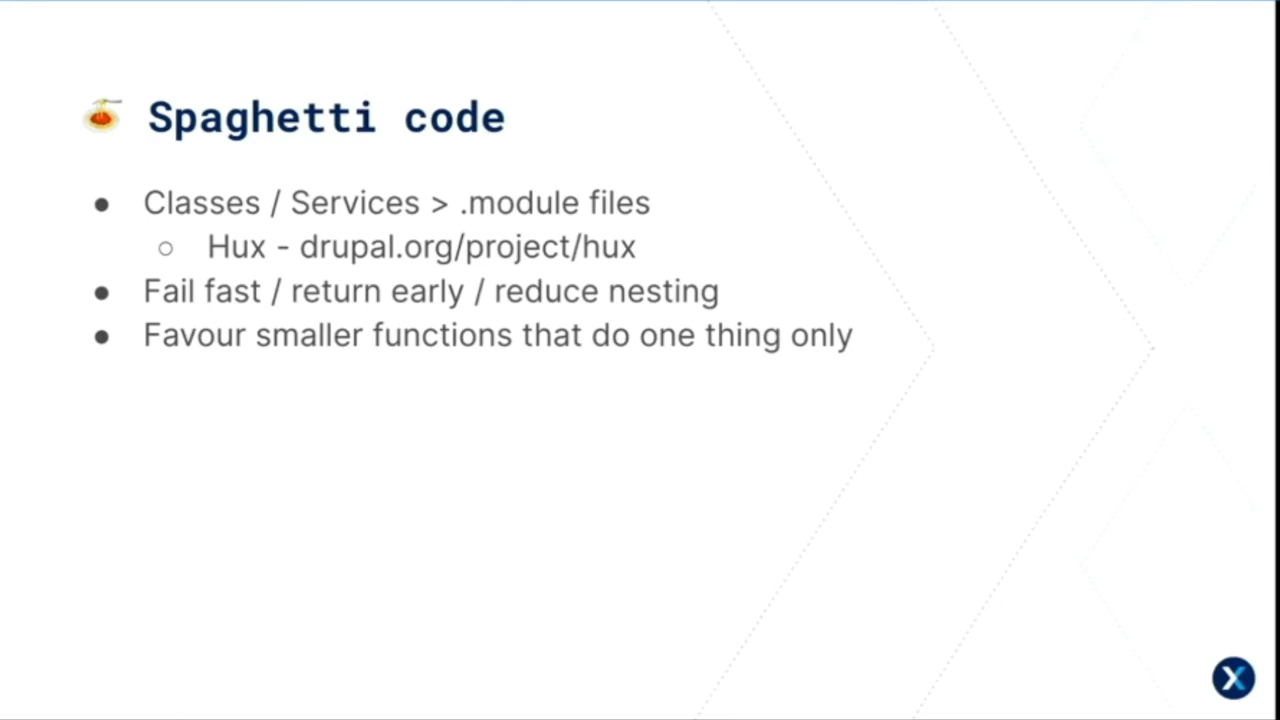 Spaghetti code
● Classes / Services > .module files
○ Hux - drupal.org/project/hux
● Fail fast / return early / reduce nesting
● Favour smaller functions that do one thing only
X